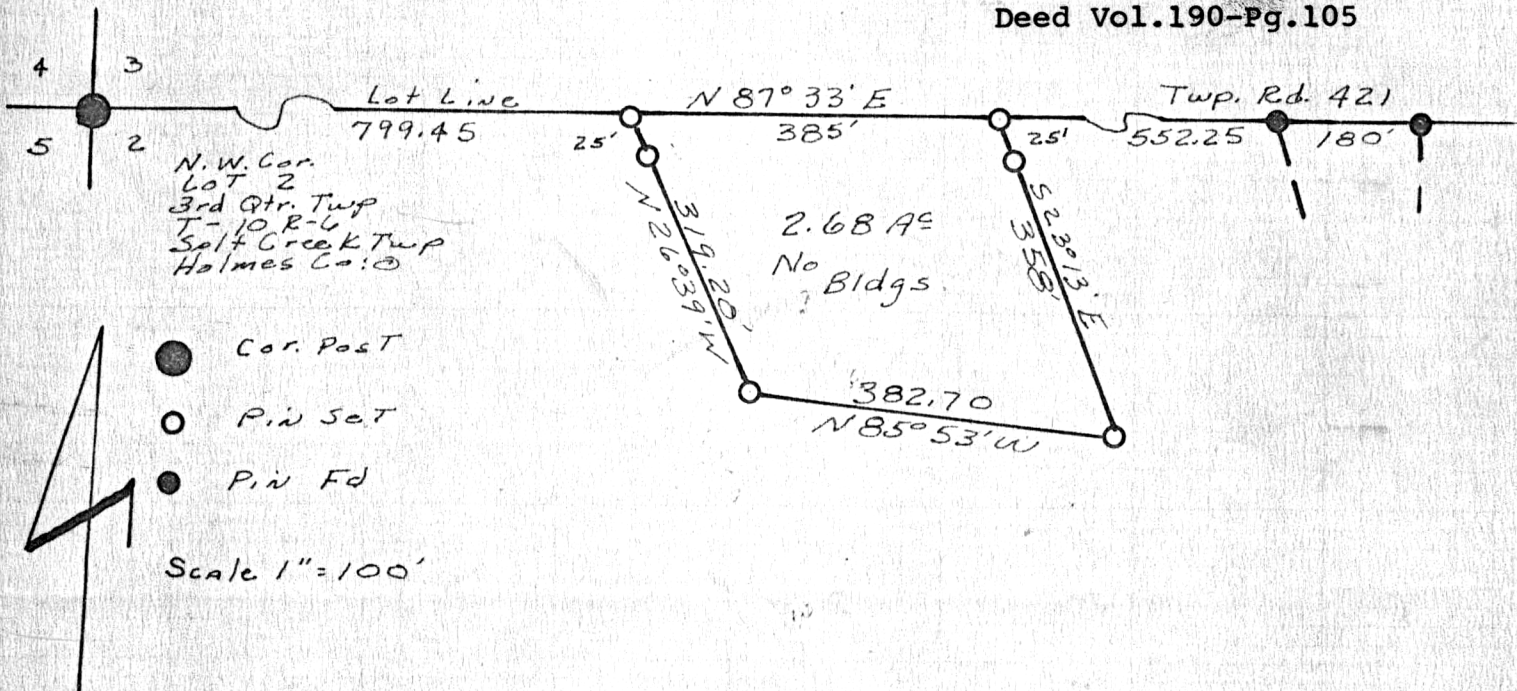 Deed Vol.190-Pg.105
4 3
5 2
Lot Line
799.45
N 87° 33' E
385'
Twp. Rd. 421
25'
25'
552.25
180'
N.W. Cor.
Lot 2
3rd Qtr. Twp
T-10 R-6
Salt Creek Twp
Holmes Co.: O
319.20'
N 26°39' W
2.68 Ac
No
Bldgs.
S 23°13' E
358'
382.70
N 85° 53' W
Cor. Post
Pin Set
Pin Fd
Scale 1"=100'